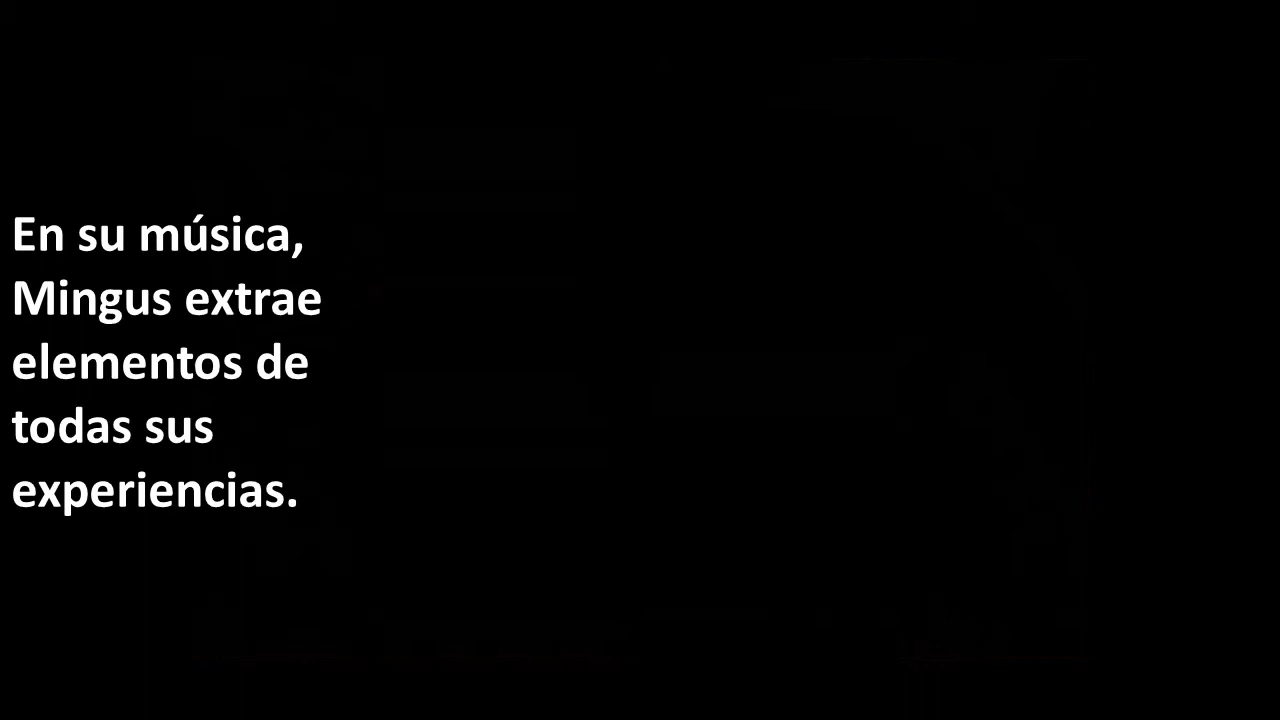 En su música,
Mingus extrae
elementos de
todas sus
experiencias.